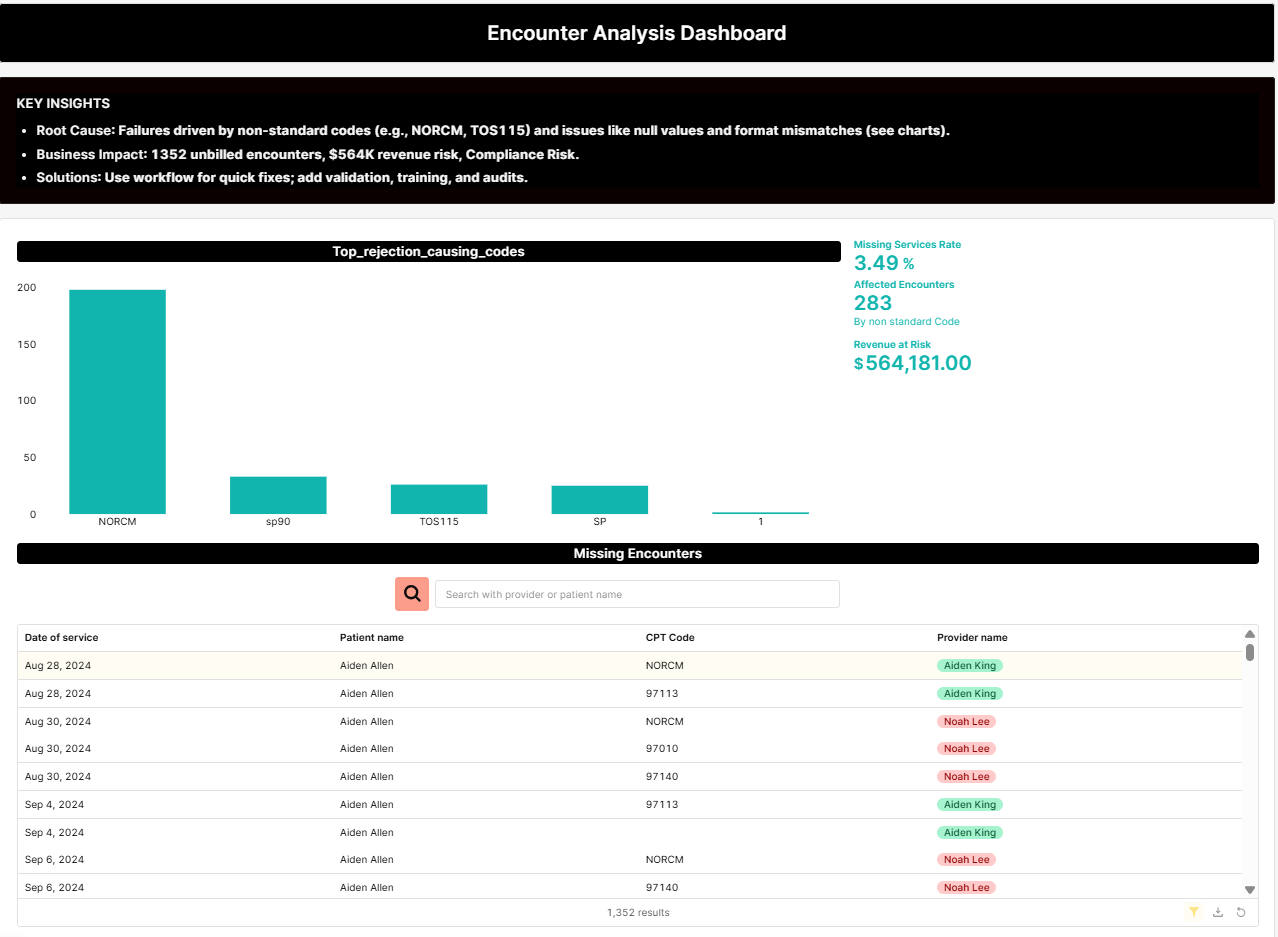 Encounter Analysis Dashboard
KEY INSIGHTS
• Root Cause: Failures driven by non-standard codes (e.g., NORCM, TOS115) and issues like null values and format mismatches (see charts).
• Business Impact: 1352 unbilled encounters, $564K revenue risk, Compliance Risk.
• Solutions: Use workflow for quick fixes; add validation, training, and audits.
Top_rejection_causing_codes
200
150
100
50
0
NORCM sp90 TOS115 SP 1
Missing Services Rate
3.49 %
Affected Encounters
283
By non standard Code
Revenue at Risk
$ 564,181.00
Missing Encounters
Search with provider or patient name
Date of service Patient name CPT Code Provider name
Aug 28, 2024 Aiden Allen NORCM Aiden King
Aug 28, 2024 Aiden Allen 97113 Aiden King
Aug 30, 2024 Aiden Allen NORCM Noah Lee
Aug 30, 2024 Aiden Allen 97010 Noah Lee
Aug 30, 2024 Aiden Allen 97140 Noah Lee
Sep 4, 2024 Aiden Allen 97113 Aiden King
Sep 4, 2024 Aiden Allen Aiden King
Sep 6, 2024 Aiden Allen NORCM Noah Lee
Sep 6, 2024 Aiden Allen 97140 Noah Lee
1,352 results